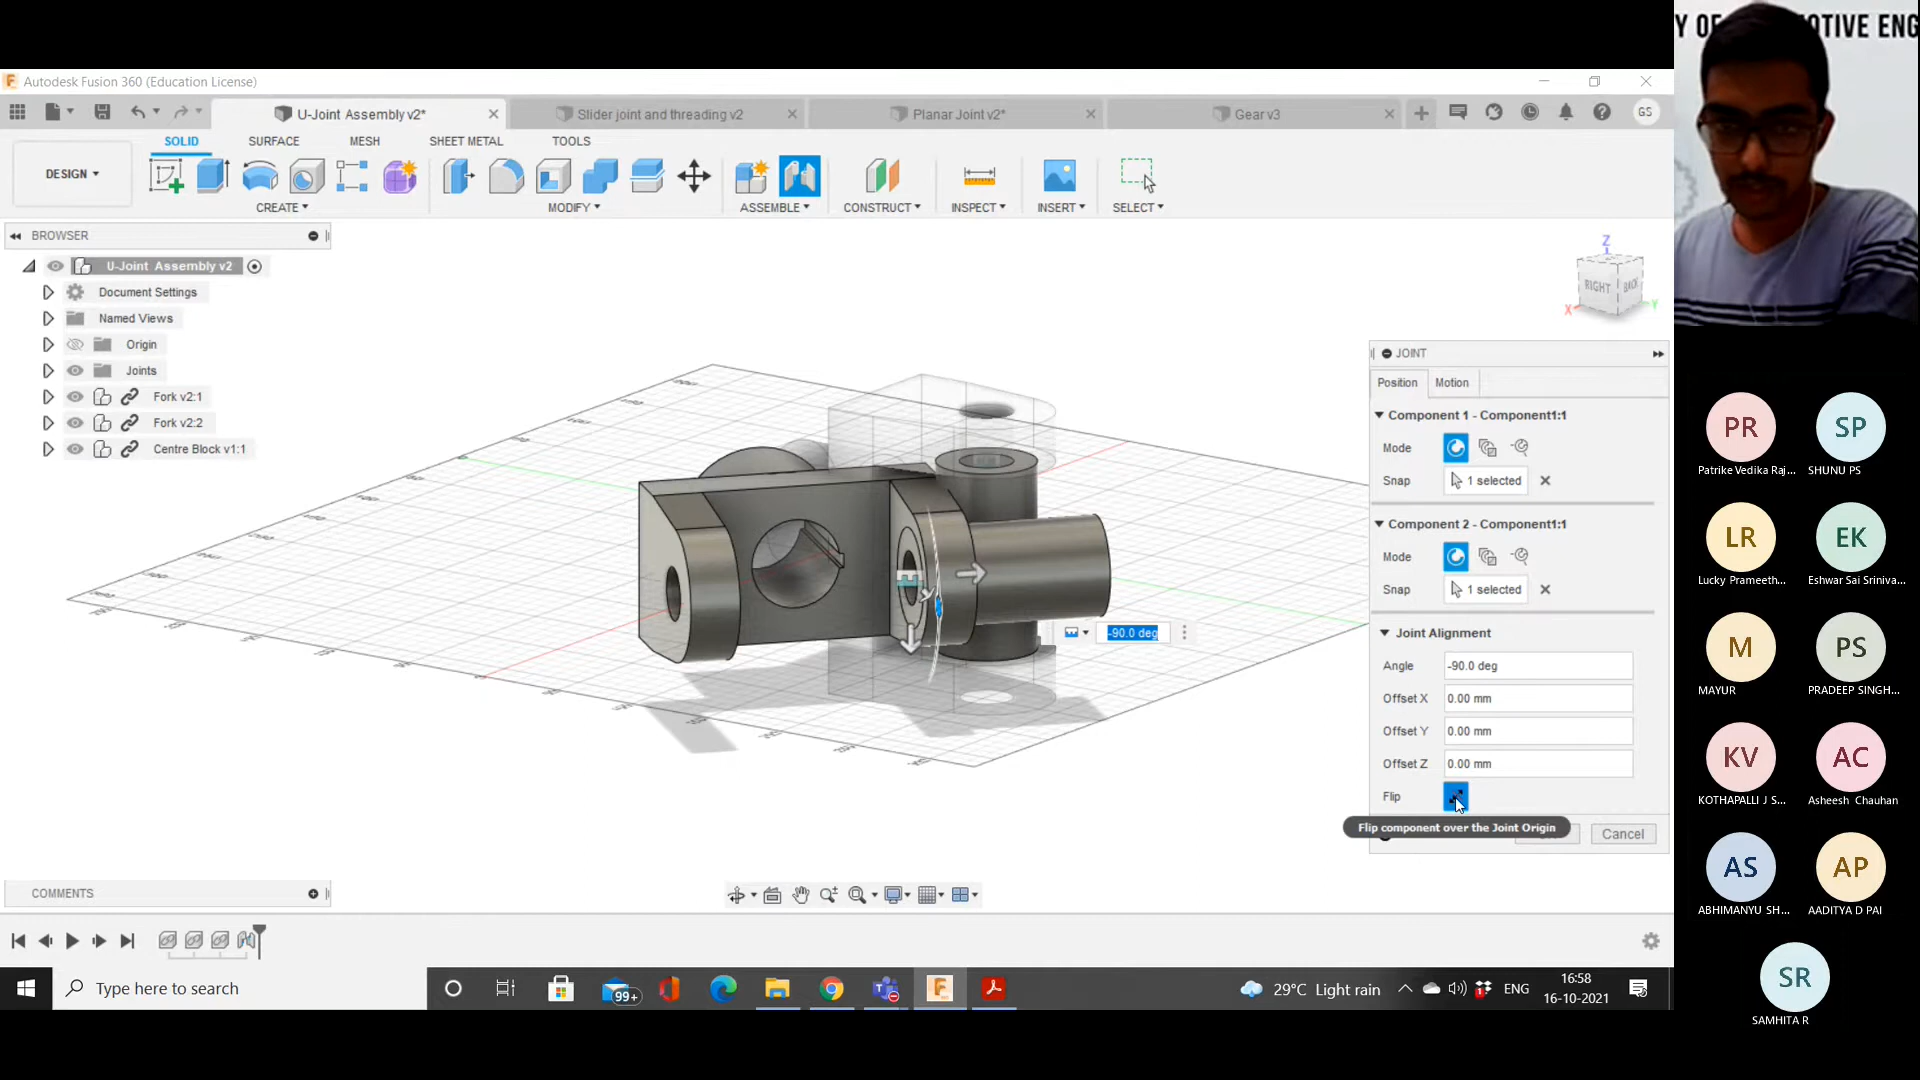 Y OF
OTIVE ENG
Autodesk Fusion 360 (Education License)
U-Joint Assembly v2*
Slider joint and threading v2
Planar Joint v2*
Gear v3
GS
SOLID
SURFACE
MESH
SHEET METAL
TOOLS
DESIGN
CREATE
MODIFY
ASSEMBLE
CONSTRUCT
INSPECT
INSERT
SELECT
BROWSER
U-Joint Assembly v2
Document Settings
Named Views
Origin
Joints
Fork v2:1
Fork v2:2
Centre Block v1:1
Z
RIGHT
BACK
X
Y
JOINT
Position
Motion
Component 1 - Component1:1
Mode
Snap
1 selected
Component 2 - Component1:1
Mode
Snap
1 selected
-90.0 deg
Joint Alignment
Angle
-90.0 deg
Offset X
0.00 mm
Offset Y
0.00 mm
Offset Z
0.00 mm
Flip
Flip component over the Joint Origin
Cancel
COMMENTS
Type here to search
99+
29°C Light rain
ENG
16:58
16-10-2021
PR
Patrike Vedika Raj...
SP
SHUNU PS
LR
Lucky Prameeth...
EK
Eshwar Sai Sriniva...
M
MAYUR
PS
PRADEEP SINGH...
KV
KOTHAPALLI J S...
AC
Asheesh Chauhan
AS
ABHIMANYU SH...
AP
AADITYA D PAI
SR
SAMHITA R